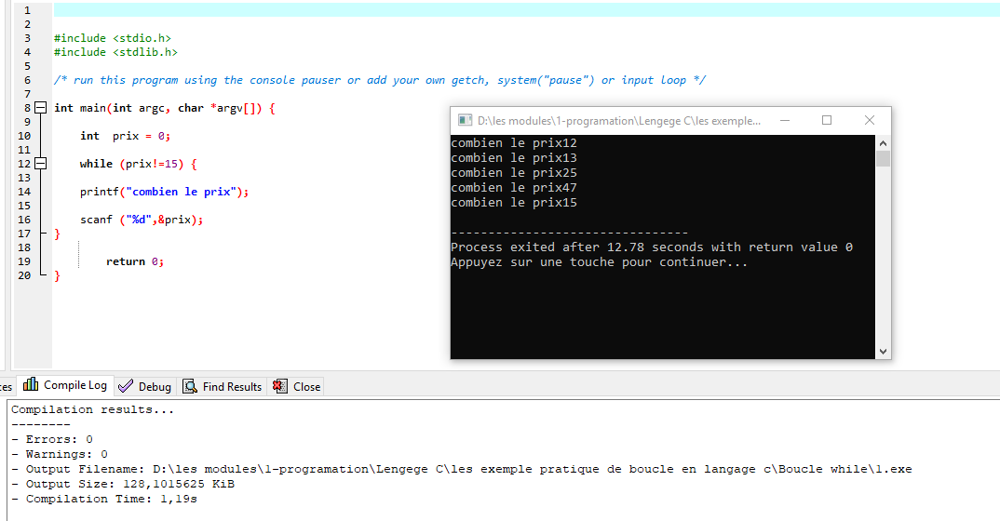 1
2
3 #include <stdio.h>
4 #include <stdlib.h>
5
6 /* run this program using the console pauser or add your own getch, system("pause") or input loop */
7
8 int main(int argc, char *argv[]) {
9
10 int  prix = 0;
11
12 while (prix!=15) {
13
14 printf("combien le prix");
15
16 scanf ("%d",&prix);
17 }
18
19 return 0;
20 }
D:\les modules\1-programation\Lengege C\les exemple...
combien le prix12
combien le prix13
combien le prix25
combien le prix47
combien le prix15
--------------------------------
Process exited after 12.78 seconds with return value 0
Appuyez sur une touche pour continuer...
ces Compile Log Debug Find Results Close
Compilation results...
--------
- Errors: 0
- Warnings: 0
- Output Filename: D:\les modules\1-programation\Lengege C\les exemple pratique de boucle en langage c\Boucle while\1.exe
- Output Size: 128,1015625 KiB
- Compilation Time: 1,19s